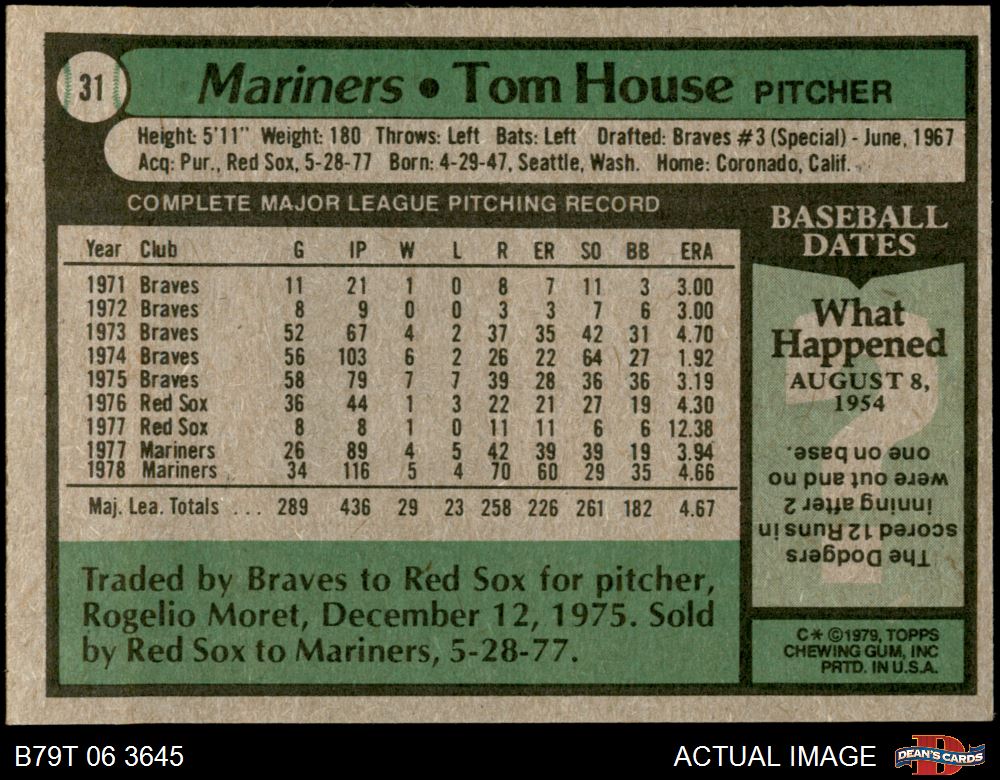 31
Mariners • Tom House PITCHER
Height: 5'11" Weight: 180 Throws: Left Bats: Left Drafted: Braves #3 (Special) - June, 1967
Acq: Pur., Red Sox, 5-28-77 Born: 4-29-47, Seattle, Wash. Home: Coronado, Calif.
COMPLETE MAJOR LEAGUE PITCHING RECORD
Year Club G IP W L R ER SO BB ERA
1971 Braves 11 21 1 0 8 7 11 3 3.00
1972 Braves 8 9 0 0 3 3 7 6 3.00
1973 Braves 52 67 4 2 37 35 42 31 4.70
1974 Braves 56 103 6 2 26 22 64 27 1.92
1975 Braves 58 79 7 7 39 28 36 36 3.19
1976 Red Sox 36 44 1 3 22 21 27 19 4.30
1977 Red Sox 8 8 1 0 11 11 6 6 12.38
1977 Mariners 26 89 4 5 42 39 39 19 3.94
1978 Mariners 34 116 5 4 70 60 29 35 4.66
Maj. Lea. Totals ... 289 436 29 23 258 226 261 182 4.67
Traded by Braves to Red Sox for pitcher,
Rogelio Moret, December 12, 1975. Sold
by Red Sox to Mariners, 5-28-77.
BASEBALL
DATES
What
Happened
AUGUST 8,
1954
The Dodgers
scored 12 Runs in
inning after 2
were out and no
one on base.
C* ©1979, TOPPS
CHEWING GUM, INC
PRTD. IN U.S.A.
B79T 06 3645
ACTUAL IMAGE
D
DEAN'S CARDS